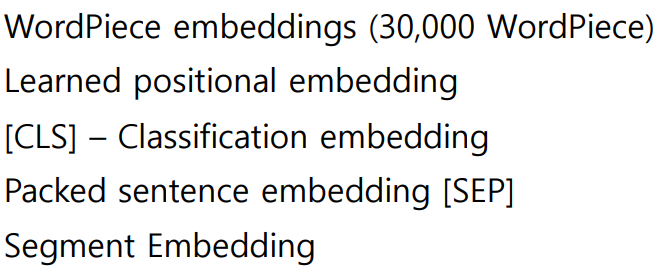 WordPiece embeddings (30,000 WordPiece)
Learned positional embedding
[CLS] – Classification embedding
Packed sentence embedding [SEP]
Segment Embedding